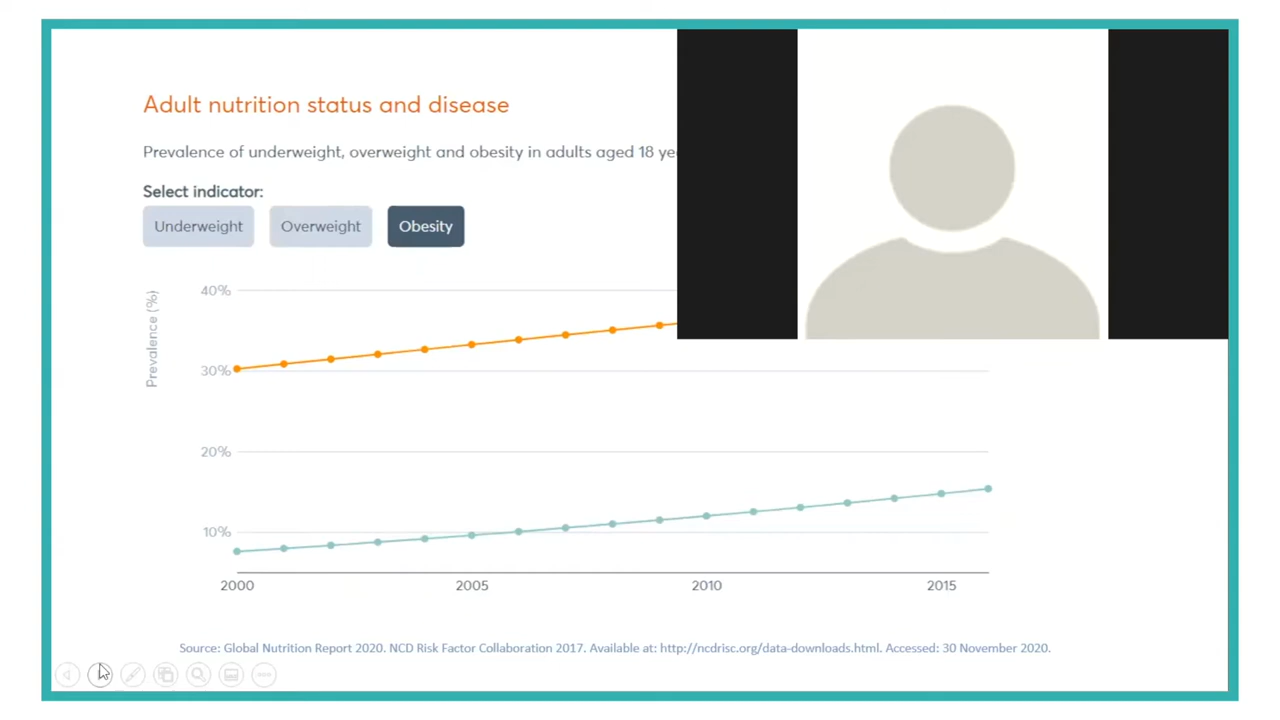 Adult nutrition status and disease
Prevalence of underweight, overweight and obesity in adults aged 18
Select indicator:
Underweight Overweight Obesity
Prevalence (%)
40%
30%
20%
10%
2000 2005 2010 2015
Source: Global Nutrition Report 2020. NCD Risk Factor Collaboration 2017. Available at: http://ncdrisc.org/data-downloads.html. Accessed: 30 November 2020.